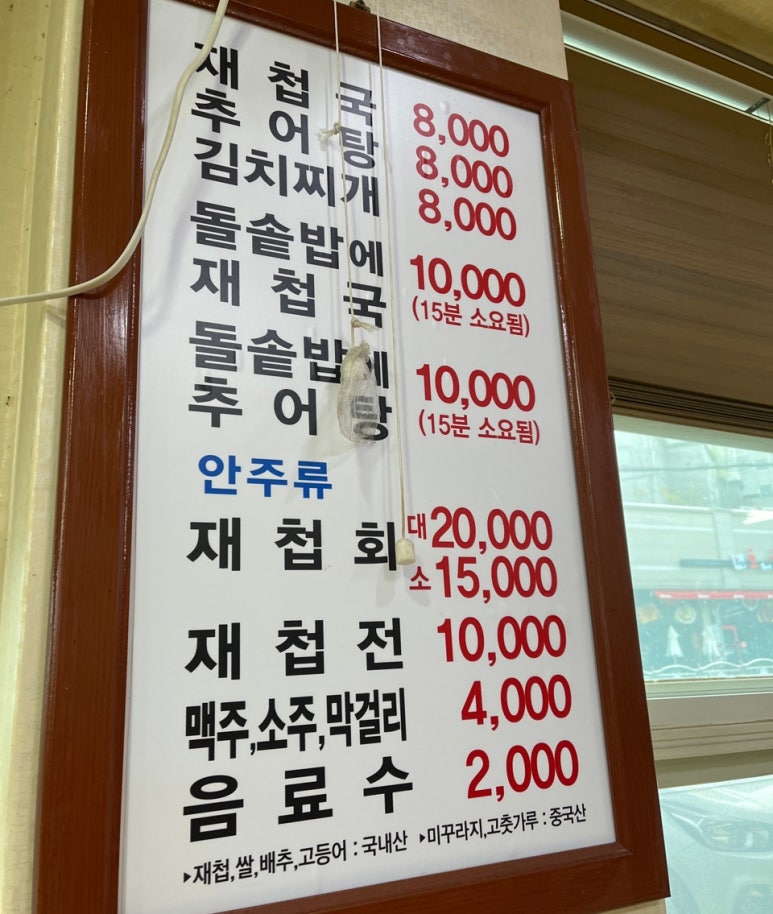 재첩국 8,000
추어탕 8,000
김치찌개 8,000
돌솥밥에
재첩국 10,000
(15분 소요됨)
돌솥밥에
추어탕 10,000
(15분 소요됨)
안주류
재첩회 대 20,000
소 15,000
재첩전 10,000
맥주,소주,막걸리 4,000
음료수 2,000
▸재첩,쌀,배추,고등어 : 국내산 ▸미꾸라지,고춧가루 : 중국산